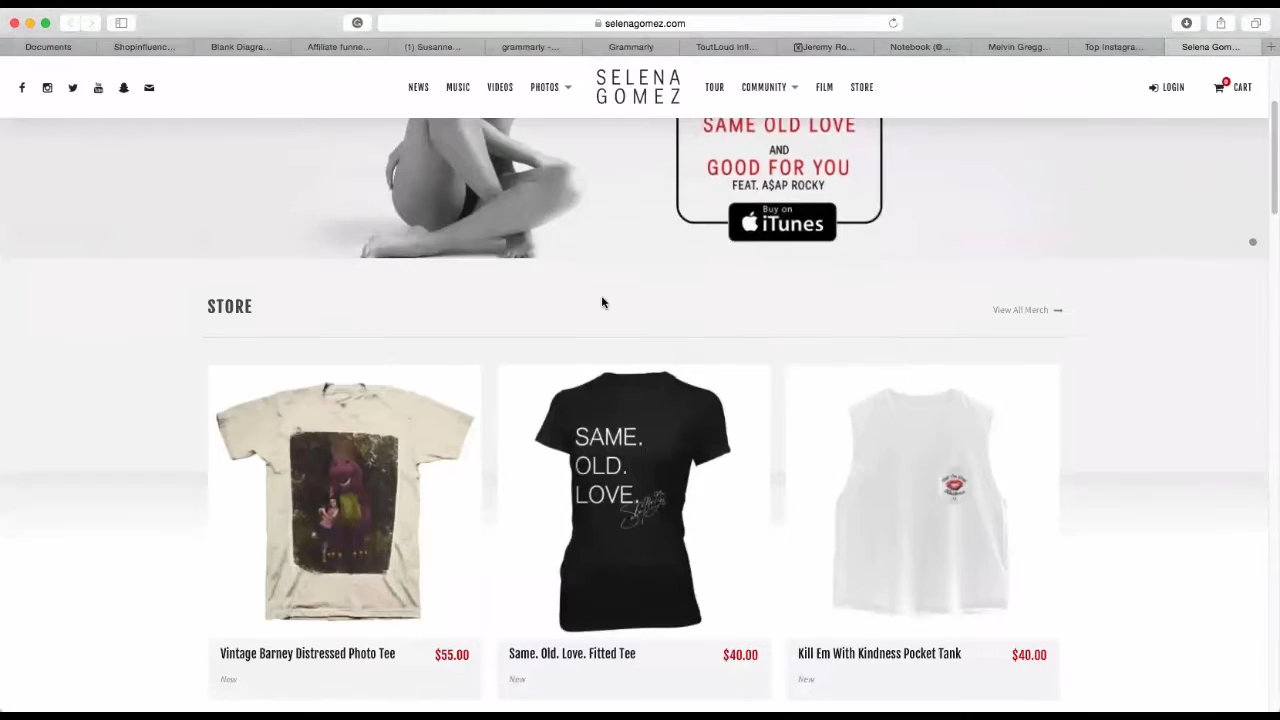 selenagomez.com
Documents
Shopinfluenc...
Blank Diagra...
Affiliate funne...
(1) Susanne...
grammarly -...
Grammarly
ToutLoud Infl...
Jeremy Ro...
Notebook (@...
Melvin Gregg...
Top Instagra...
Selena Gom...
NEWS
MUSIC
VIDEOS
PHOTOS
SELENA
GOMEZ
TOUR
COMMUNITY
FILM
STORE
LOGIN
0
CART
SAME OLD LOVE
AND
GOOD FOR YOU
FEAT. A$AP ROCKY
Buy on
iTunes
STORE
View All Merch
SAME.
OLD.
LOVE.
Vintage Barney Distressed Photo Tee
$55.00
New
Same. Old. Love. Fitted Tee
$40.00
New
Kill Em With Kindness Pocket Tank
$40.00
New